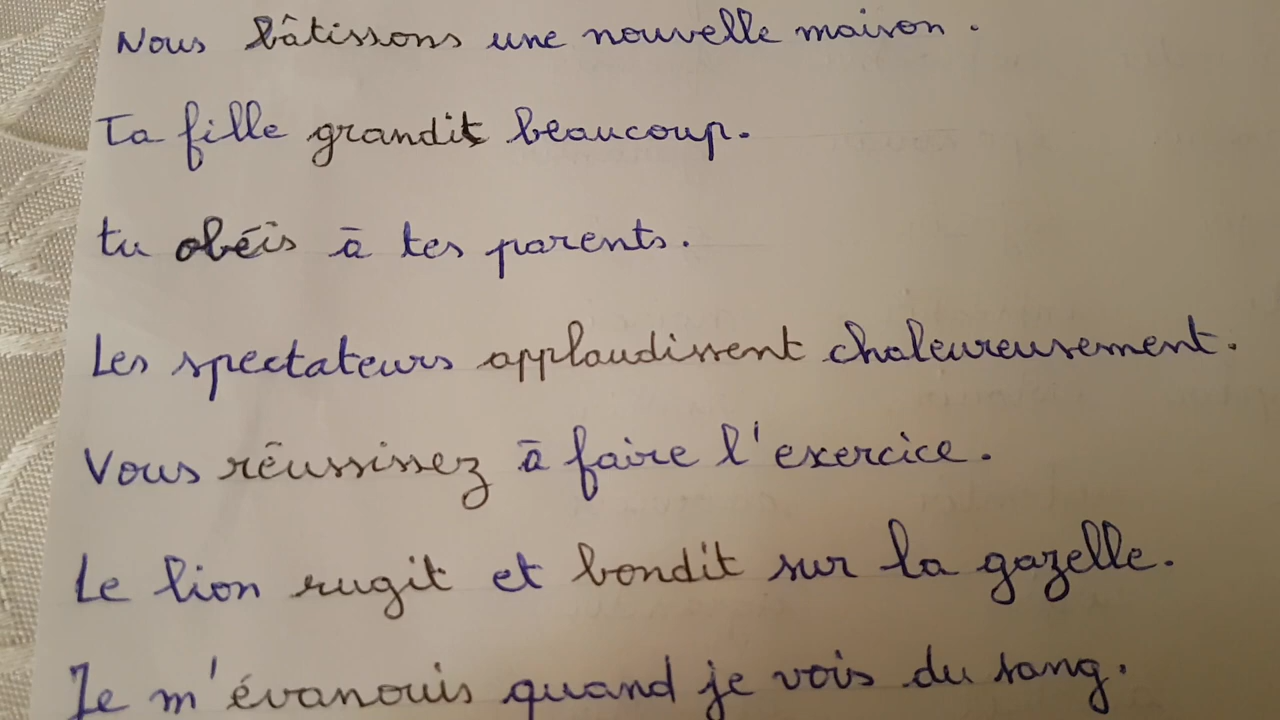 Nous bâtissons une nouvelle maison.
Ta fille grandit beaucoup.
tu obéis à tes parents.
Les spectateurs applaudissent chaleureusement.
Vous réussissez à faire l'exercice.
Le lion rugit et bondit sur la gazelle.
Je m'évanouis quand je vois du sang.